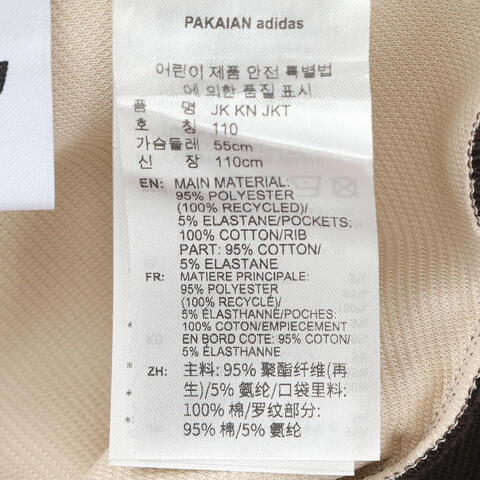 PAKAIAN adidas
어린이 제품 안전 특별법
에 의한 품질 표시
품 명 JK KN JKT
호 칭 110
가슴둘레 55cm
신 장 110cm
EN: MAIN MATERIAL:
95% POLYESTER
(100% RECYCLED)/
5% ELASTANE/POCKETS:
100% COTTON/RIB
PART: 95% COTTON/
5% ELASTANE
FR: MATIERE PRINCIPALE:
95% POLYESTER
(100% RECYCLÉ)/
5% ÉLASTHANNE/POCHES:
100% COTON/EMPIECEMENT
EN BORD COTE: 95% COTON/
5% ÉLASTHANNE
ZH: 主料: 95% 聚酯纤维(再
生)/5% 氨纶/口袋里料:
100% 棉/罗纹部分:
95% 棉/5% 氨纶